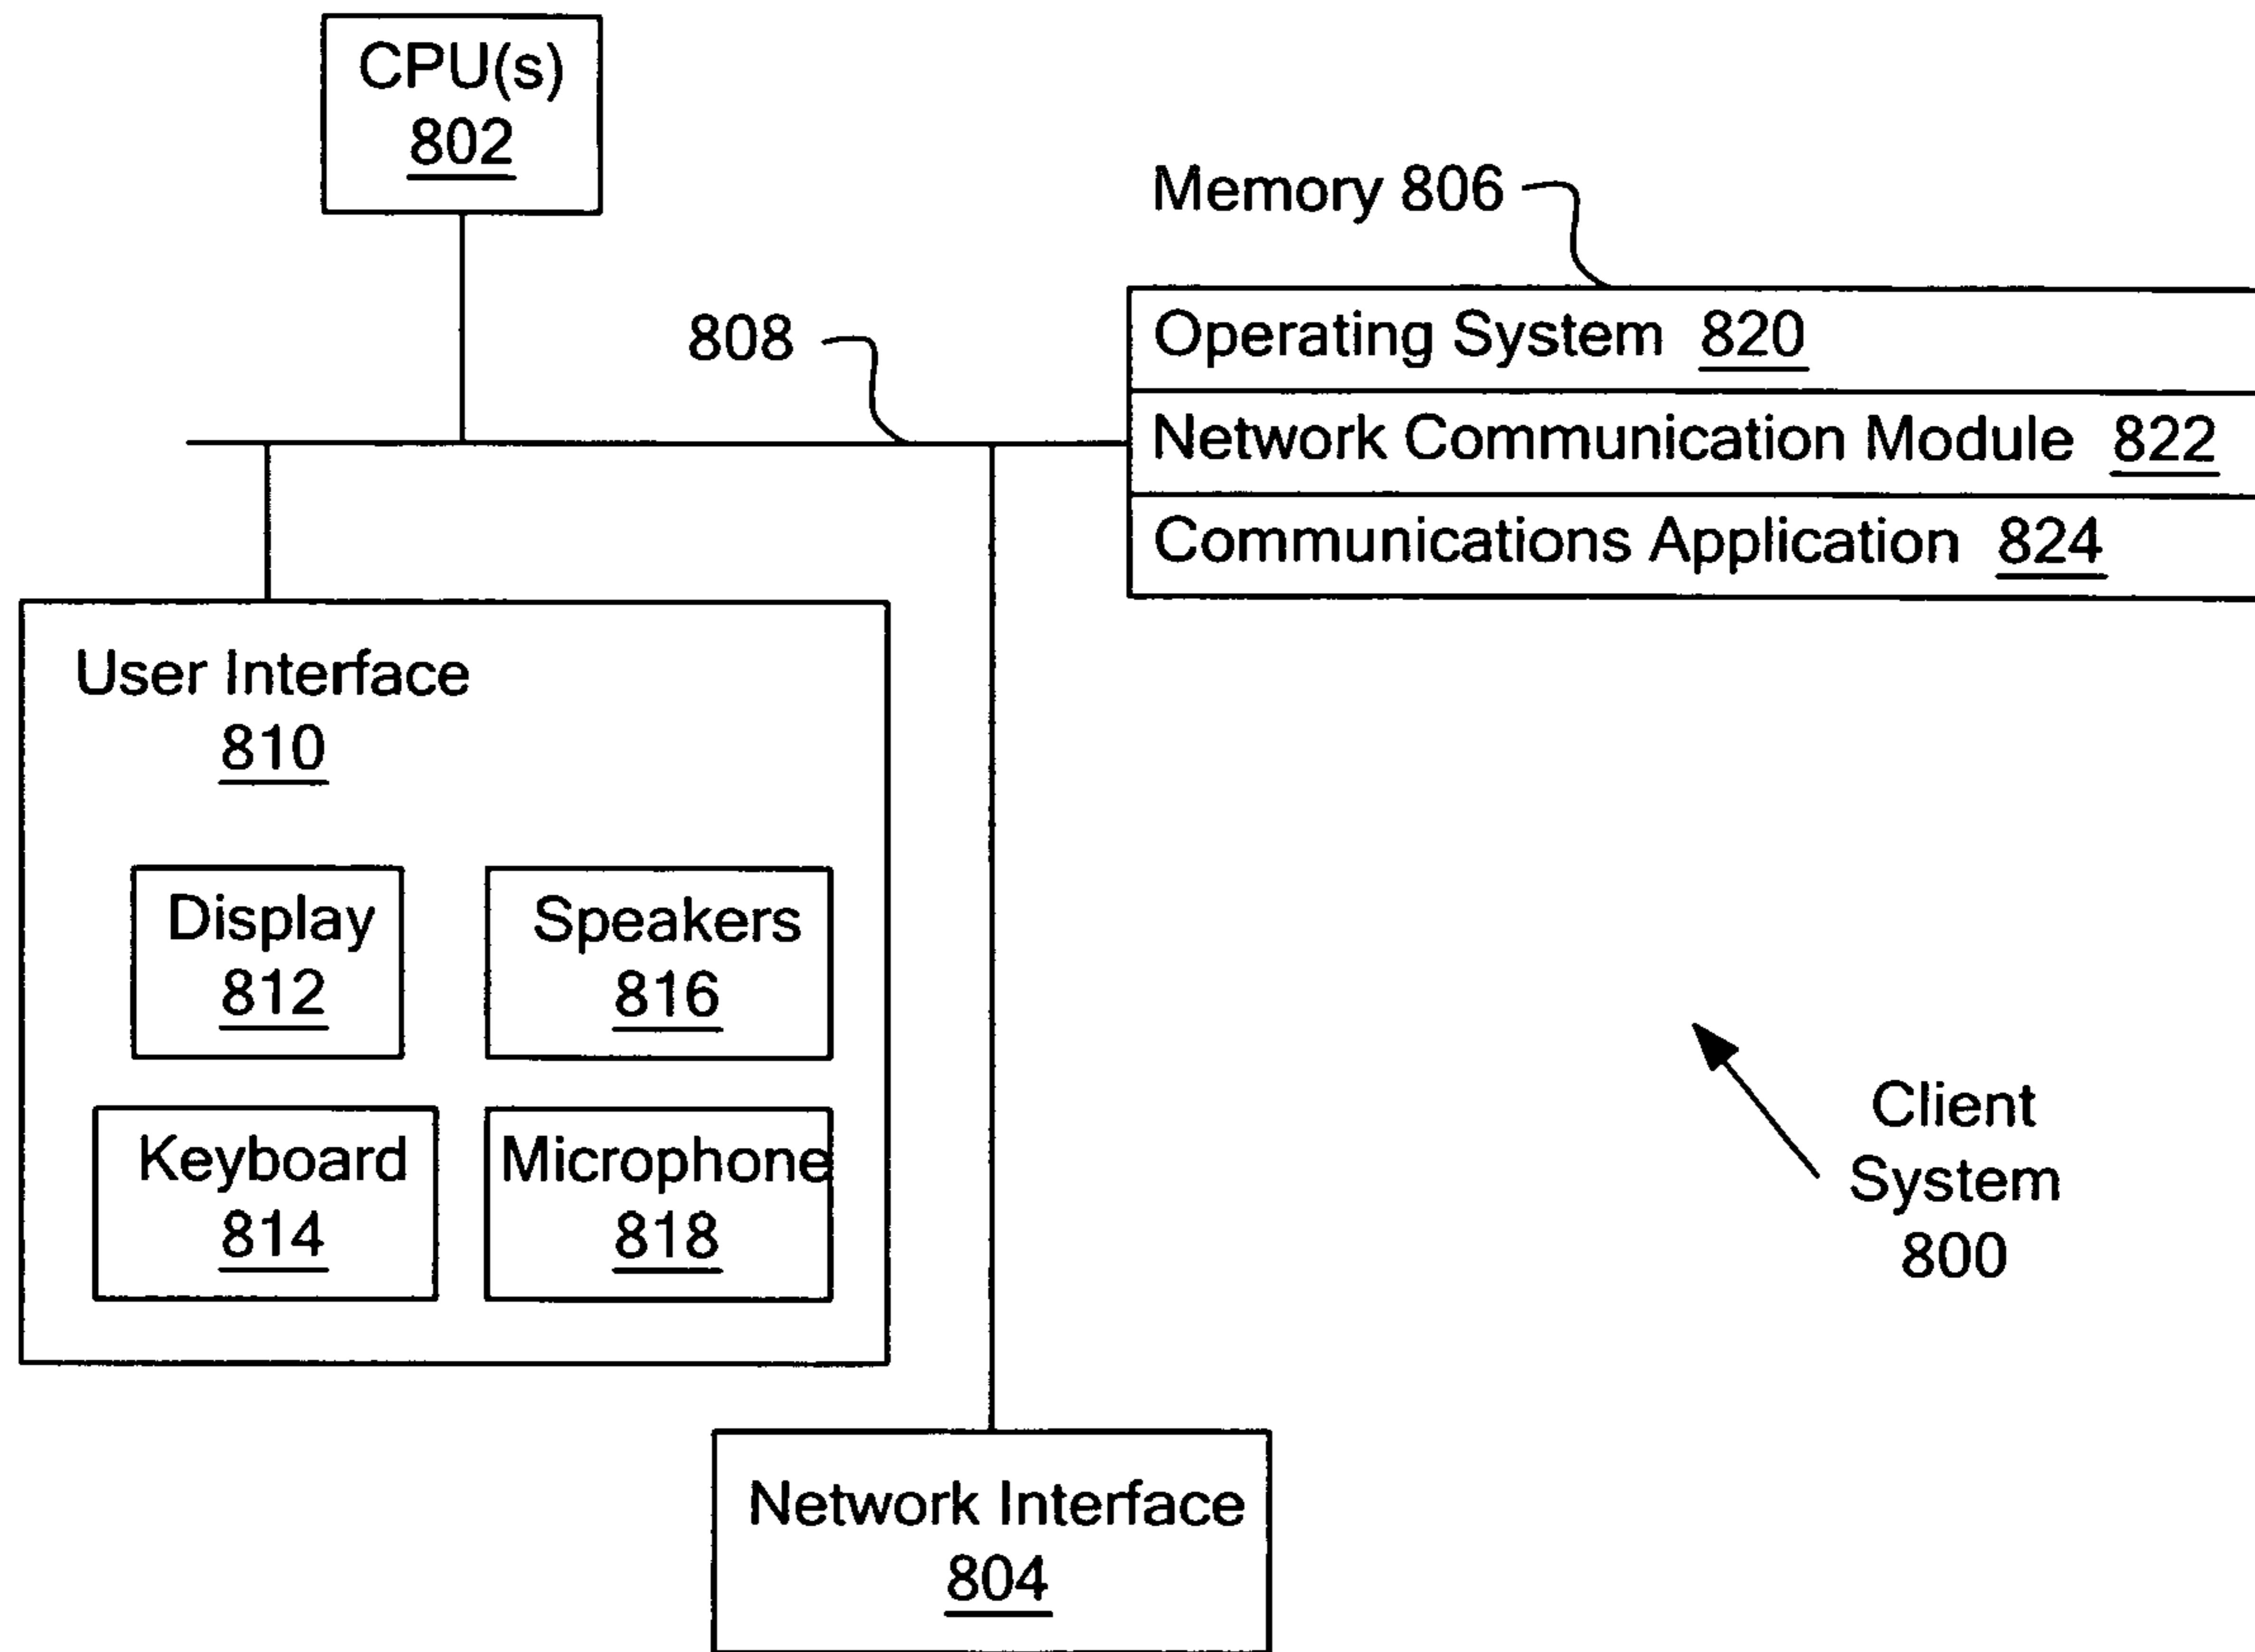 CPU(s)
802
Memory 806
808
Operating System 820
Network Communication Module 822
Communications Application 824
User Interface
810
Display
812
Speakers
816
Keyboard
814
Microphone
818
Client
System
800
Network Interface
804